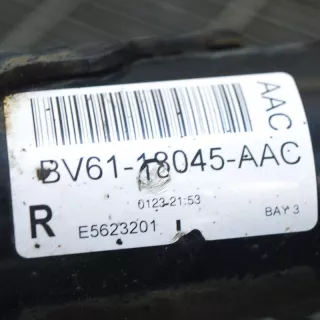 AAC
BV61-18045-AAC
0123-21:53
R E5623201 BAY 3